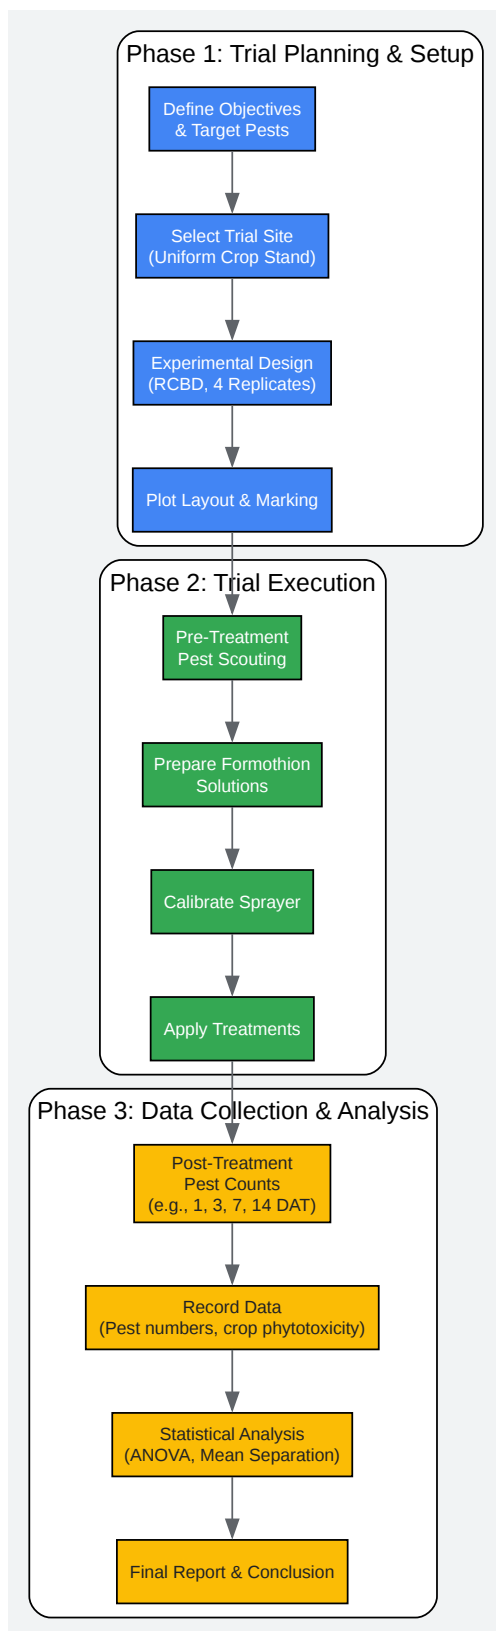 Phase 1: Trial Planning & Setup
Define Objectives
& Target Pests
Select Trial Site
(Uniform Crop Stand)
Experimental Design
(RCBD, 4 Replicates)
Plot Layout & Marking
Phase 2: Trial Execution
Pre-Treatment
Pest Scouting
Prepare Formothion
Solutions
Calibrate Sprayer
Apply Treatments
Phase 3: Data Collection & Analysis
Post-Treatment
Pest Counts
(e.g., 1, 3, 7, 14 DAT)
Record Data
(Pest numbers, crop phytotoxicity)
Statistical Analysis
(ANOVA, Mean Separation)
Final Report & Conclusion